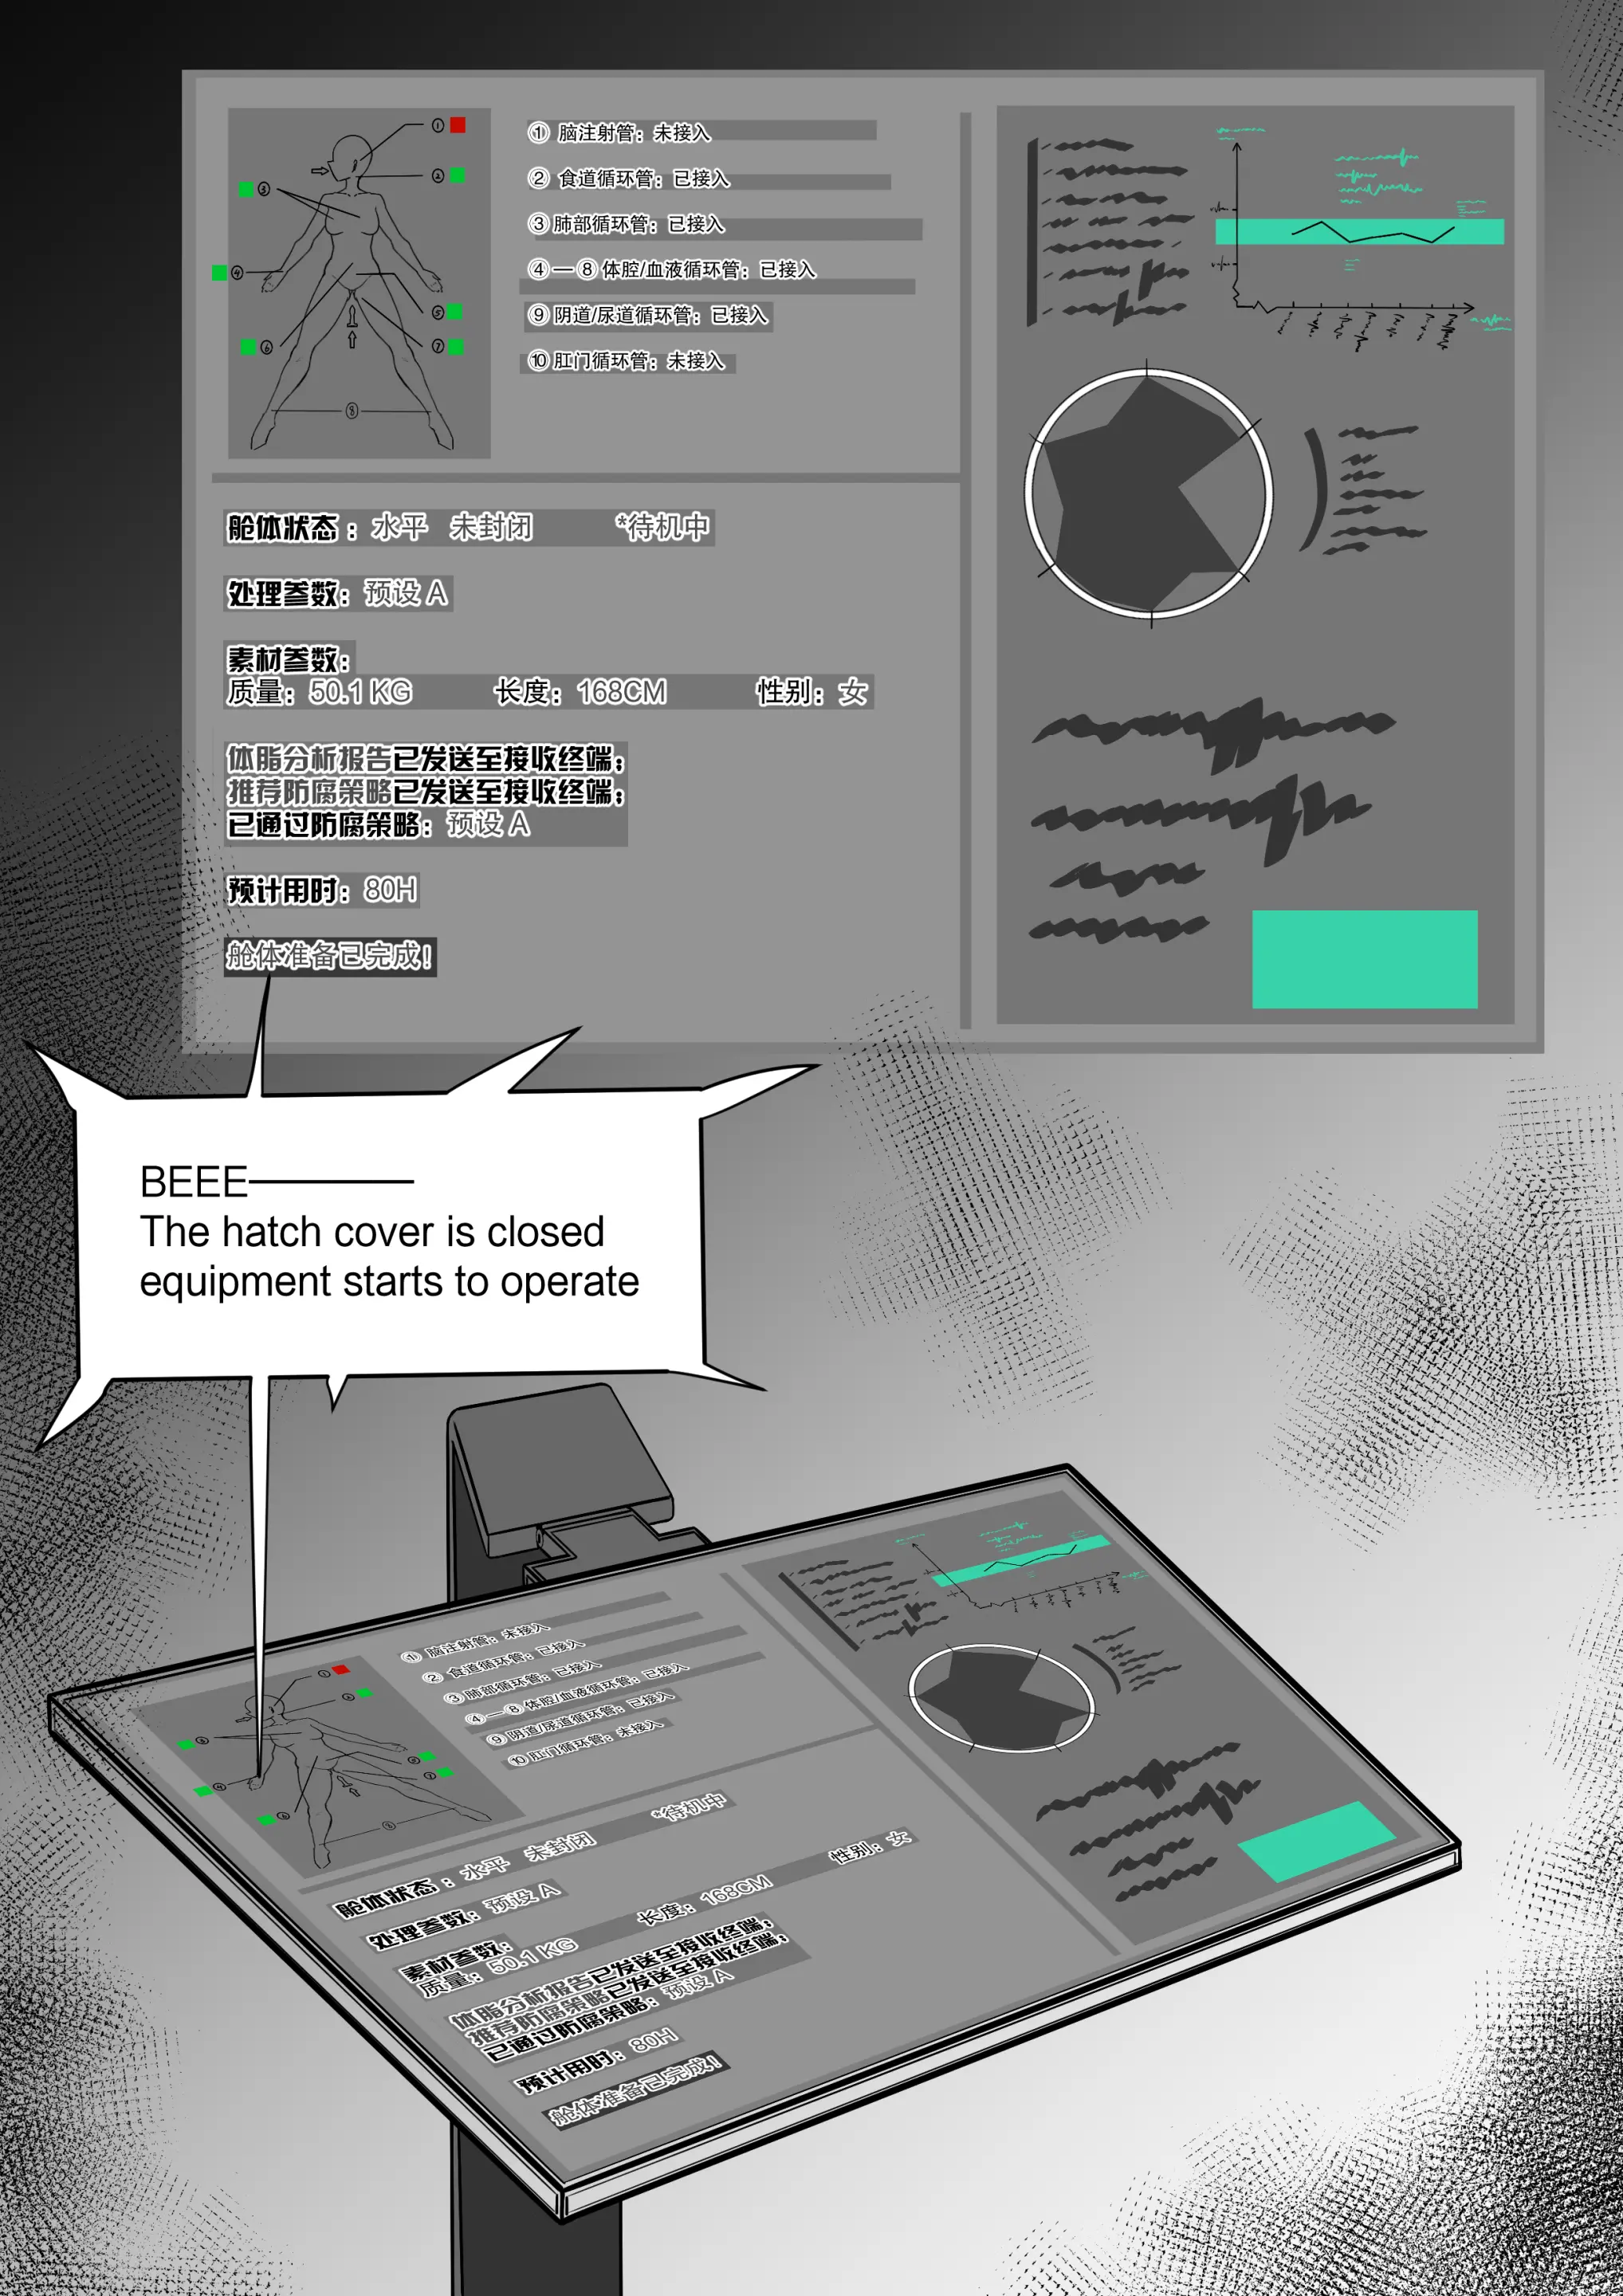 ① 脑注射管：未接入
② 食道循环管：已接入
③ 肺部循环管：已接入
④—⑧ 体腔/血液循环管：已接入
⑨ 阴道/尿道循环管：已接入
⑩ 肛门循环管：未接入
① 
② 
③ 
④ 
⑤ 
⑥ 
⑦ 
⑧ 
舱体状态：水平 未封闭 *待机中
处理参数：预设 A
素材参数：
质量：50.1 KG 长度：168CM 性别：女
体脂分析报告已发送至接收终端；
推荐防腐策略已发送至接收终端；
已通过防腐策略：预设 A
预计用时：80H
舱体准备已完成！
BEEE————
The hatch cover is closed
equipment starts to operate
① 脑注射管：未接入
② 食道循环管：已接入
③ 肺部循环管：已接入
④—⑧ 体腔/血液循环管：已接入
⑨ 阴道/尿道循环管：已接入
⑩ 肛门循环管：未接入
舱体状态：水平 未封闭 *待机中
处理参数：预设 A
素材参数：
质量：50.1 KG 长度：168CM 性别：女
体脂分析报告已发送至接收终端；
推荐防腐策略已发送至接收终端；
已通过防腐策略：预设 A
预计用时：80H
舱体准备已完成！